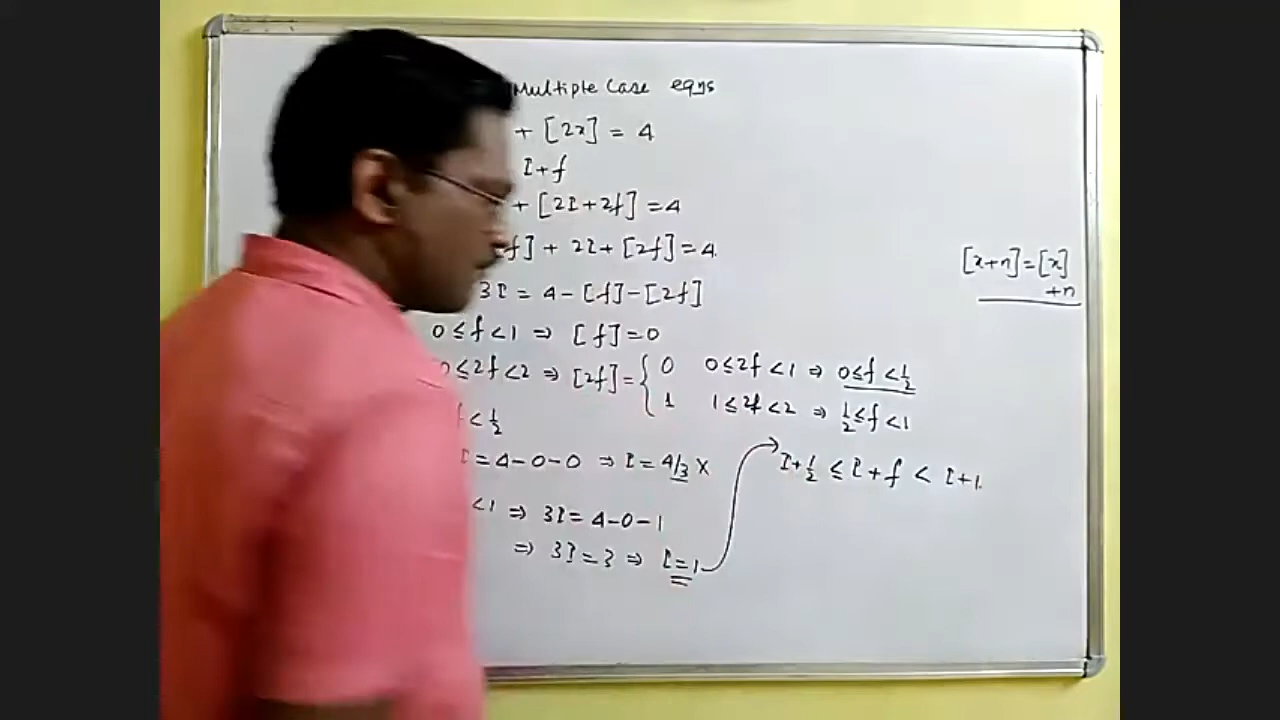 Multiple Case eqns
+ [2x] = 4
I+f
+ [2I+2f] = 4
f] + 2I+ [2f] = 4.
3I = 4-[f]-[2f]
[x+n]=[x]
+n
0≤f<1 ⇒ [f]=0
0≤2f<2 ⇒ [2f]={ 0 0≤2f<1 ⇒ 0≤f<1/2
1 1≤2f<2 ⇒ 1/2≤f<1
f<1/2
I=4-0-0 ⇒ I=4/3 X
I+1/2 ≤ I+f < I+1.
<1 ⇒ 3I=4-0-1
⇒ 3I=3 ⇒ I=1